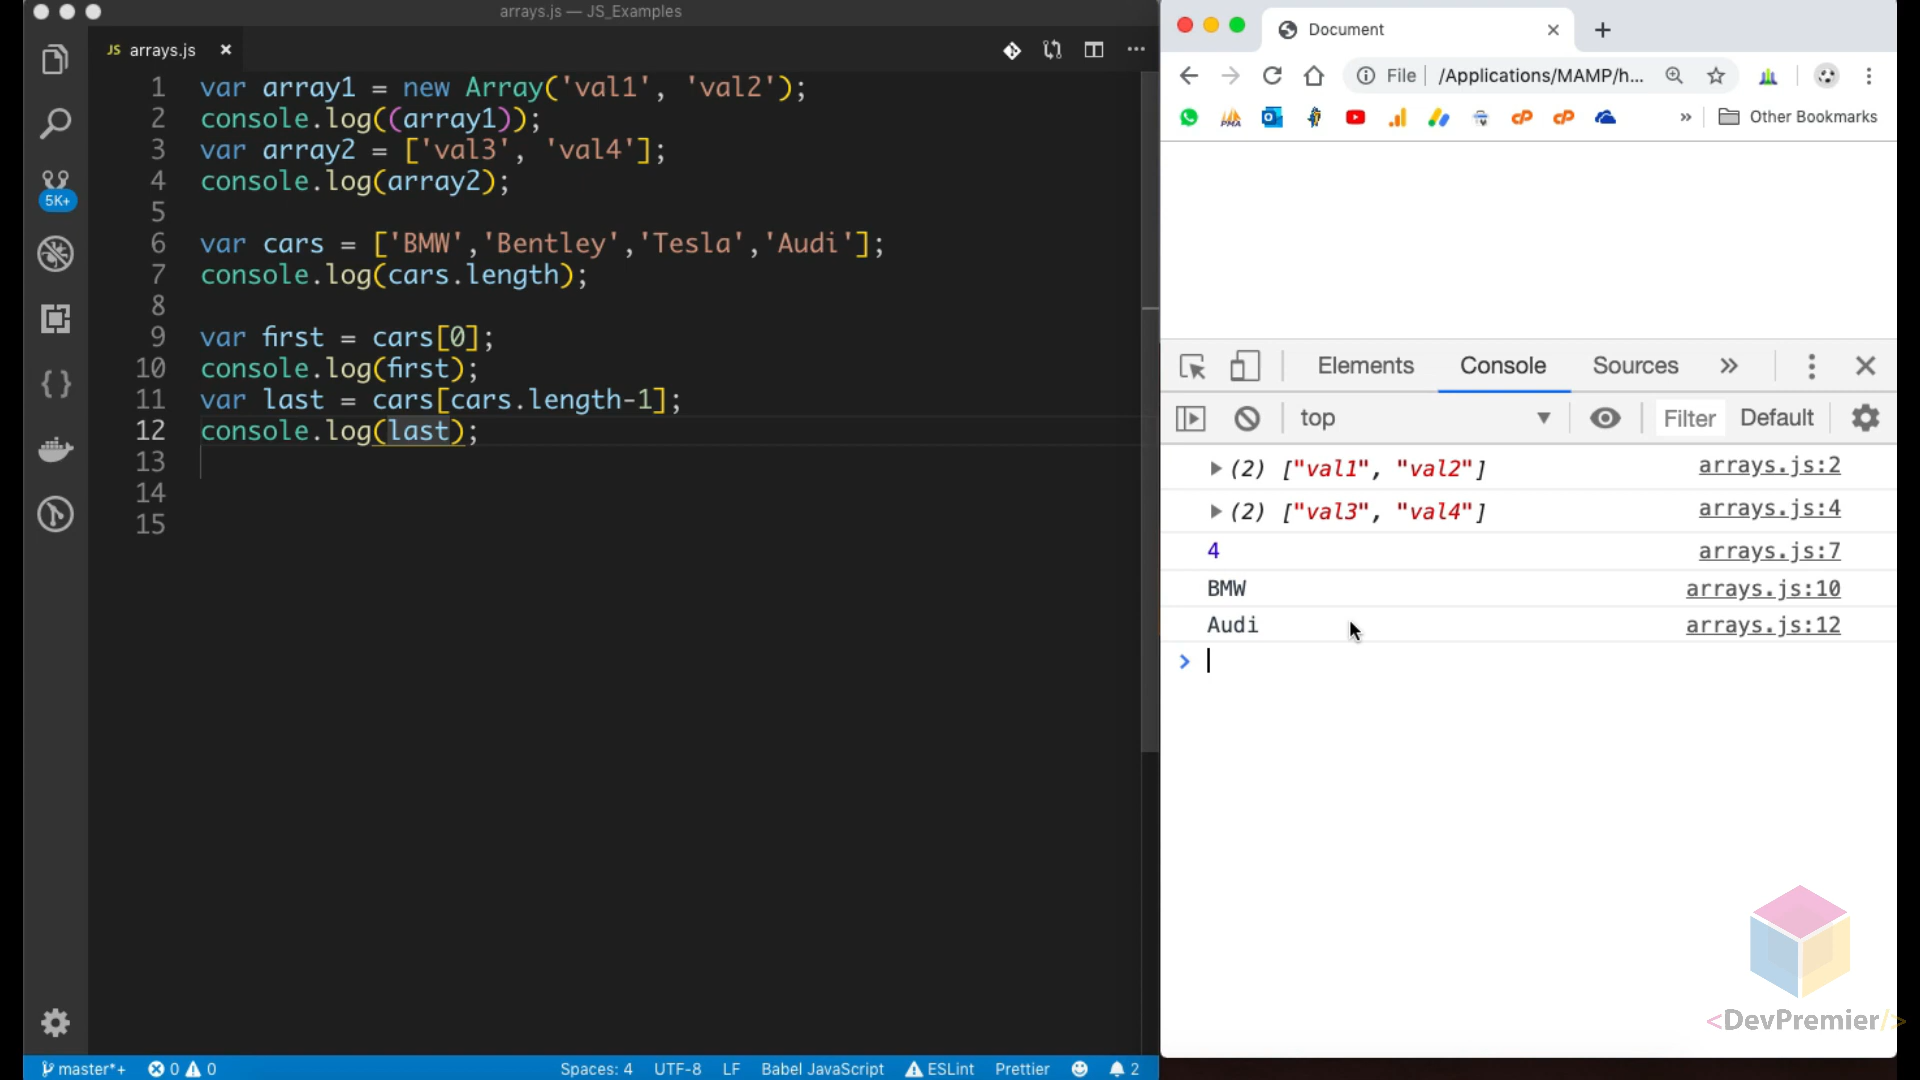 arrays.js — JS_Examples
JS arrays.js
1 var array1 = new Array('val1', 'val2');
2 console.log((array1));
3 var array2 = ['val3', 'val4'];
4 console.log(array2);
5
6 var cars = ['BMW','Bentley','Tesla','Audi'];
7 console.log(cars.length);
8
9 var first = cars[0];
10 console.log(first);
11 var last = cars[cars.length-1];
12 console.log(last);
13
14
15
5K+
master*+ 0 0 Spaces: 4 UTF-8 LF Babel JavaScript ESLint Prettier 2
Document
File /Applications/MAMP/h...
PMA cP cP » Other Bookmarks
Elements Console Sources »
top Filter Default
(2) ["val1", "val2"] arrays.js:2
(2) ["val3", "val4"] arrays.js:4
4 arrays.js:7
BMW arrays.js:10
Audi arrays.js:12
>
<DevPremier/>